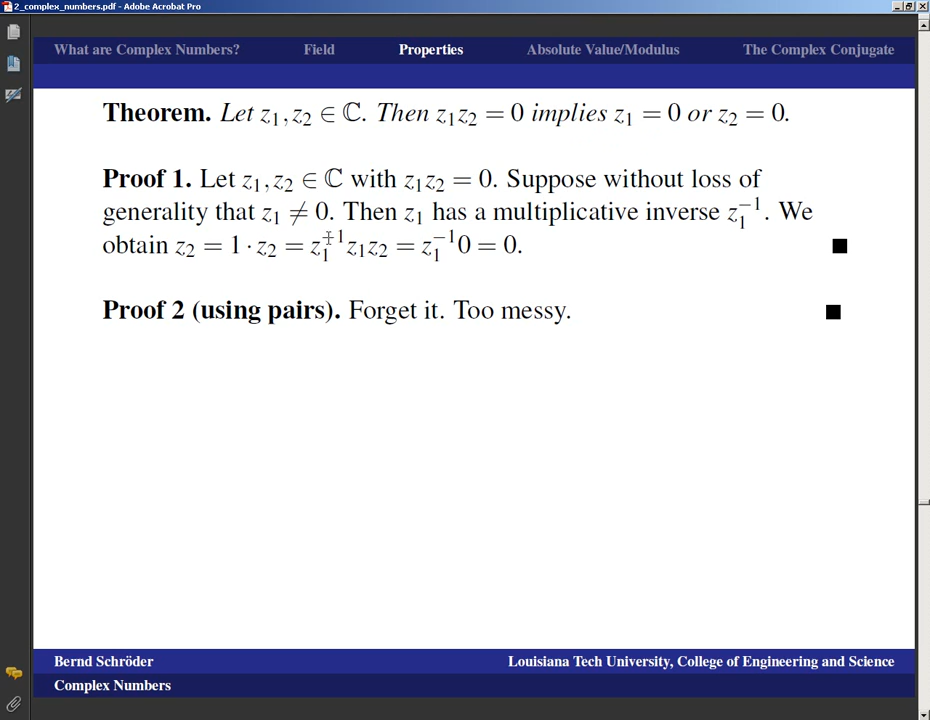 2_complex_numbers.pdf - Adobe Acrobat Pro
What are Complex Numbers? Field Properties Absolute Value/Modulus The Complex Conjugate
Theorem. Let z₁, z₂ ∈ ℂ. Then z₁z₂ = 0 implies z₁ = 0 or z₂ = 0.
Proof 1. Let z₁, z₂ ∈ ℂ with z₁z₂ = 0. Suppose without loss of
generality that z₁ ≠ 0. Then z₁ has a multiplicative inverse z₁⁻¹. We
obtain z₂ = 1 · z₂ = z₁⁻¹z₁z₂ = z₁⁻¹0 = 0. ■
Proof 2 (using pairs). Forget it. Too messy. ■
Bernd Schröder Louisiana Tech University, College of Engineering and Science
Complex Numbers